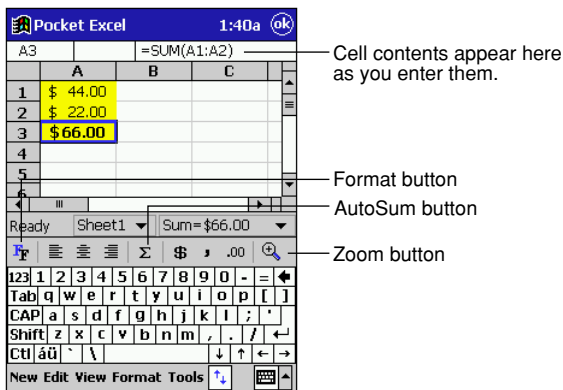 Pocket Excel 1:40a ok
A3 =SUM(A1:A2)
Cell contents appear here
as you enter them.
A B C
1 $ 44.00
2 $ 22.00
3 $66.00
4
5
6
Format button
AutoSum button
Ready Sheet1 Sum=$66.00
Zoom button
FF Σ $ , .00
123 1 2 3 4 5 6 7 8 9 0 - =
Tab q w e r t y u i o p [ ]
CAP a s d f g h j k l ; '
Shift z x c v b n m , . /
Ctl áü ` \ ↓ ↑ ← →
New Edit View Format Tools